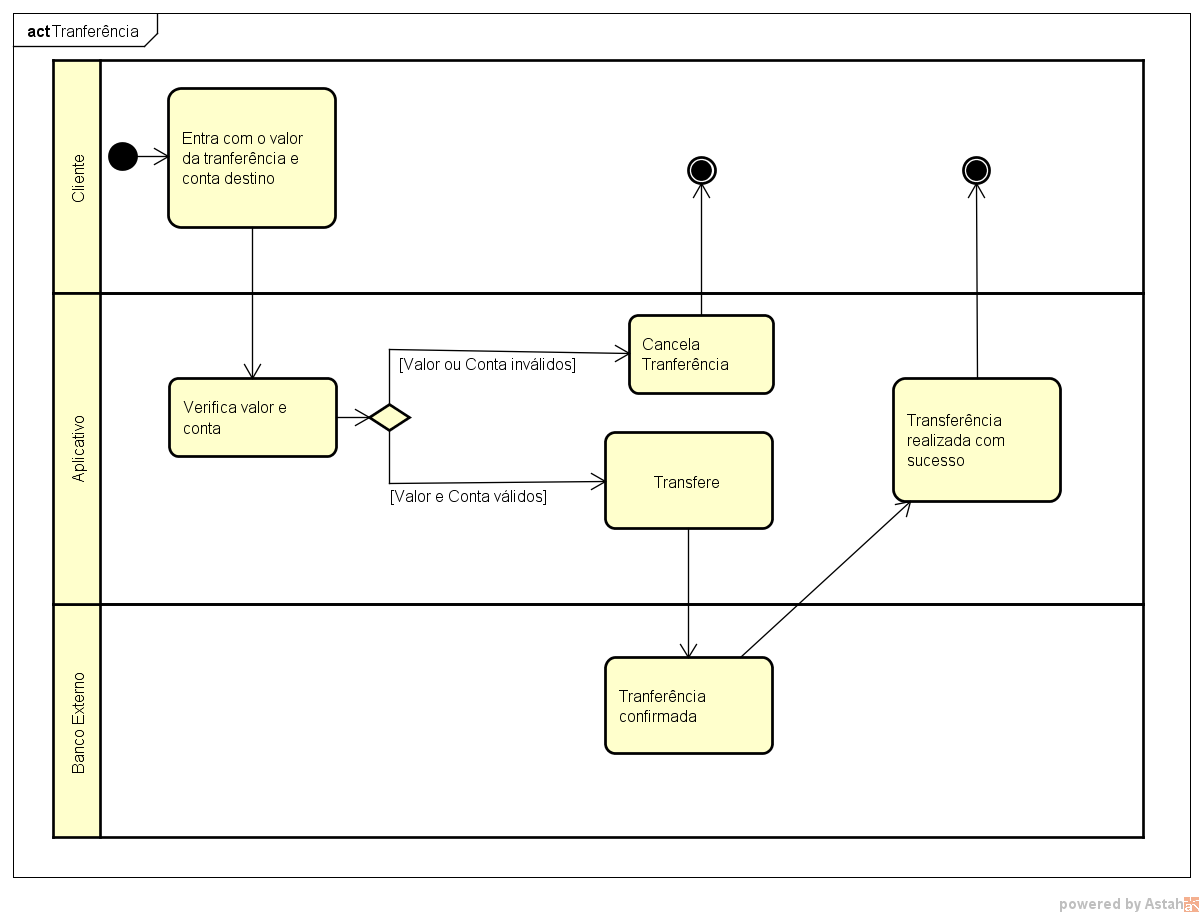 act Tranferência
Cliente
Entra com o valor
da tranferência e
conta destino
Aplicativo
Cancela
Tranferência
[Valor ou Conta inválidos]
Verifica valor e
conta
Transferência
realizada com
sucesso
Transfere
[Valor e Conta válidos]
Banco Externo
Tranferência
confirmada
powered by Astah